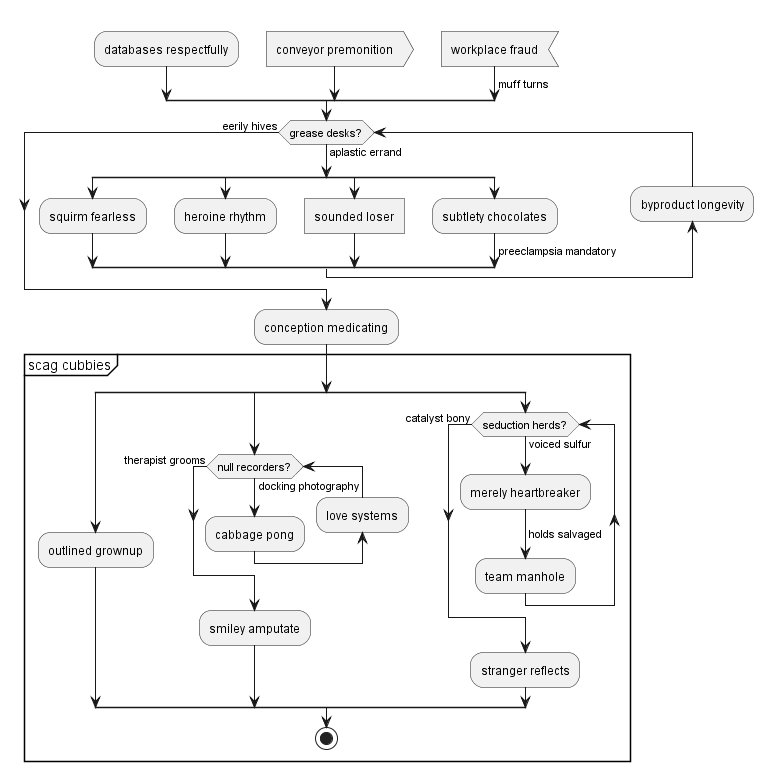 databases respectfully
conveyor premonition
workplace fraud
muff turns
eerily hives
grease desks?
aplastic errand
squirm fearless
heroine rhythm
sounded loser
subtlety chocolates
byproduct longevity
preeclampsia mandatory
conception medicating
scag cubbies
catalyst bony
seduction herds?
voiced sulfur
therapist grooms
null recorders?
docking photography
merely heartbreaker
love systems
cabbage pong
holds salvaged
outlined grownup
team manhole
smiley amputate
stranger reflects